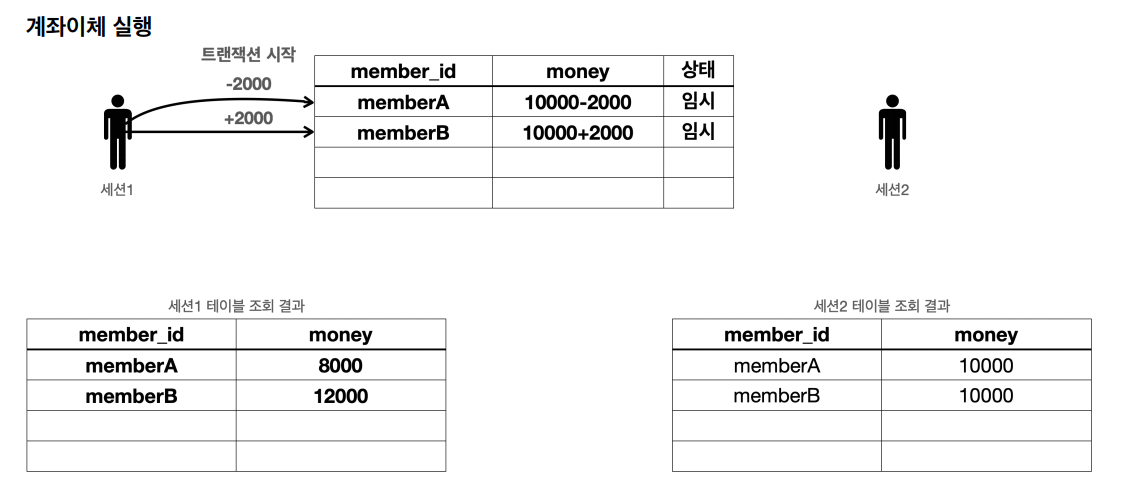 계좌이체 실행
트랜잭션 시작
-2000
+2000
세션1
member_id money 상태
memberA 10000-2000 임시
memberB 10000+2000 임시
세션2
세션1 테이블 조회 결과
member_id money
memberA 8000
memberB 12000
세션2 테이블 조회 결과
member_id money
memberA 10000
memberB 10000